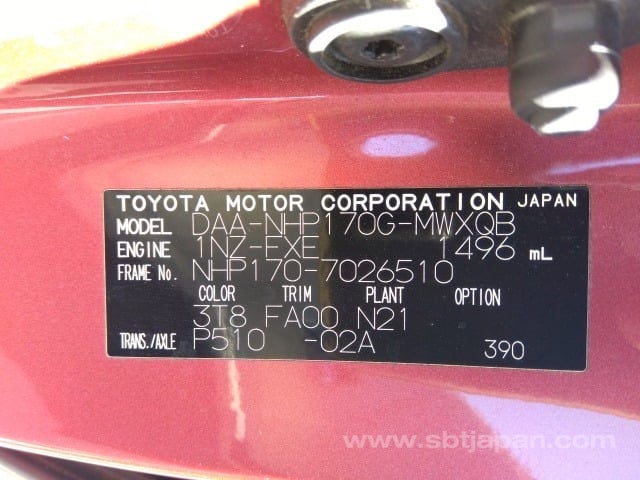 TOYOTA MOTOR CORPORATION JAPAN
MODEL DAA-NHP170G-MWXQB
ENGINE 1NZ-FXE 1496 mL
FRAME No. NHP170-7026510
COLOR TRIM PLANT OPTION
3T8 FA00 N21
TRANS./AXLE P510 -02A 390
www.sbtjapan.com